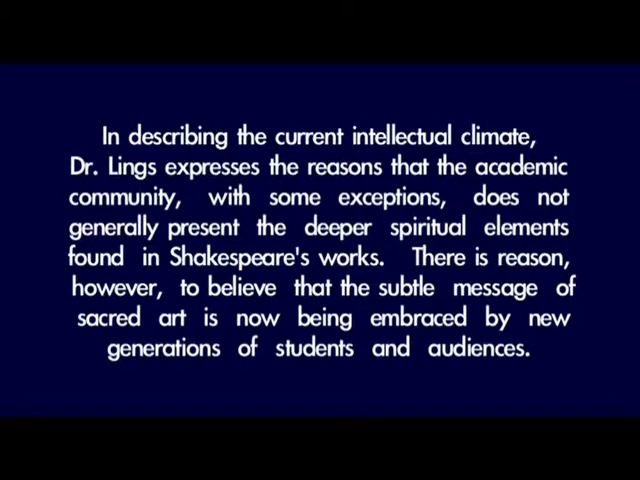 In describing the current intellectual climate,
Dr. Lings expresses the reasons that the academic
community, with some exceptions, does not
generally present the deeper spiritual elements
found in Shakespeare's works. There is reason,
however, to believe that the subtle message of
sacred art is now being embraced by new
generations of students and audiences.